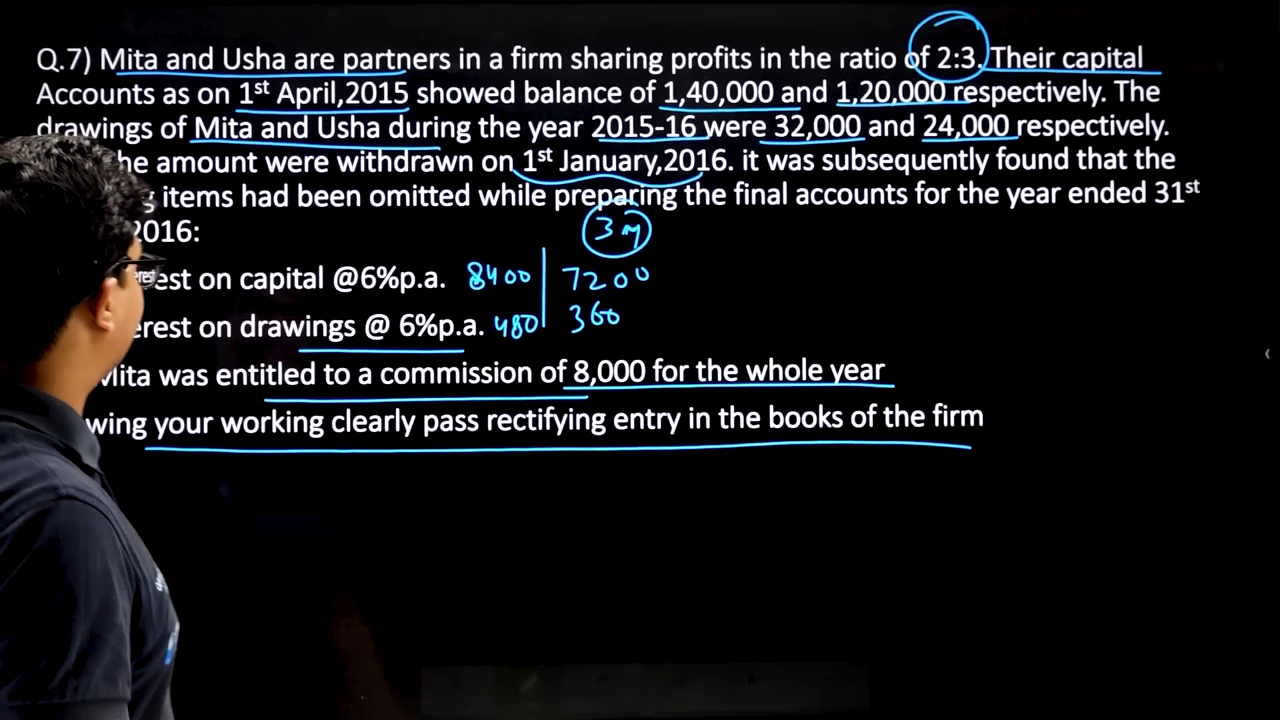 Q.7) Mita and Usha are partners in a firm sharing profits in the ratio of 2:3. Their capital
Accounts as on 1st April,2015 showed balance of 1,40,000 and 1,20,000 respectively. The
drawings of Mita and Usha during the year 2015-16 were 32,000 and 24,000 respectively.
he amount were withdrawn on 1st January,2016. it was subsequently found that the
g items had been omitted while preparing the final accounts for the year ended 31st
2016:
3 M
est on capital @6%p.a. 8400 7200
erest on drawings @ 6%p.a. 480 360
Mita was entitled to a commission of 8,000 for the whole year
wing your working clearly pass rectifying entry in the books of the firm